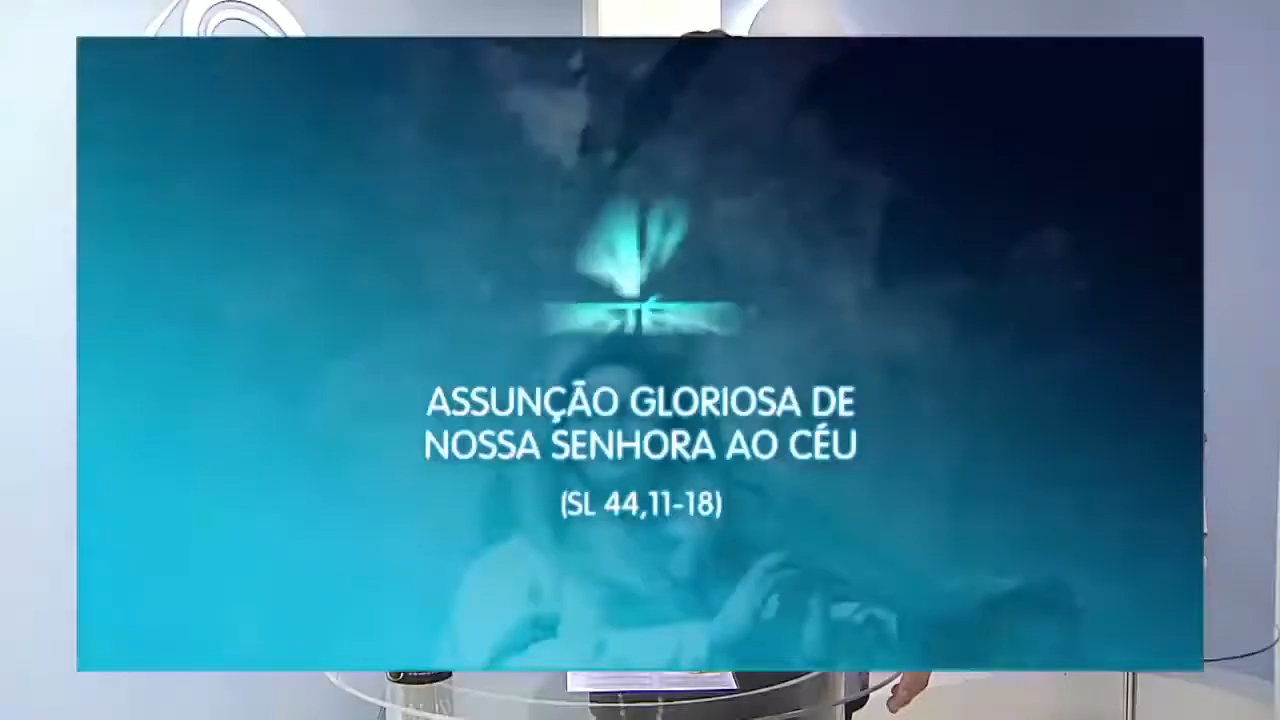 ASSUNÇÃO GLORIOSA DE
NOSSA SENHORA AO CÉU
(SL 44,11-18)